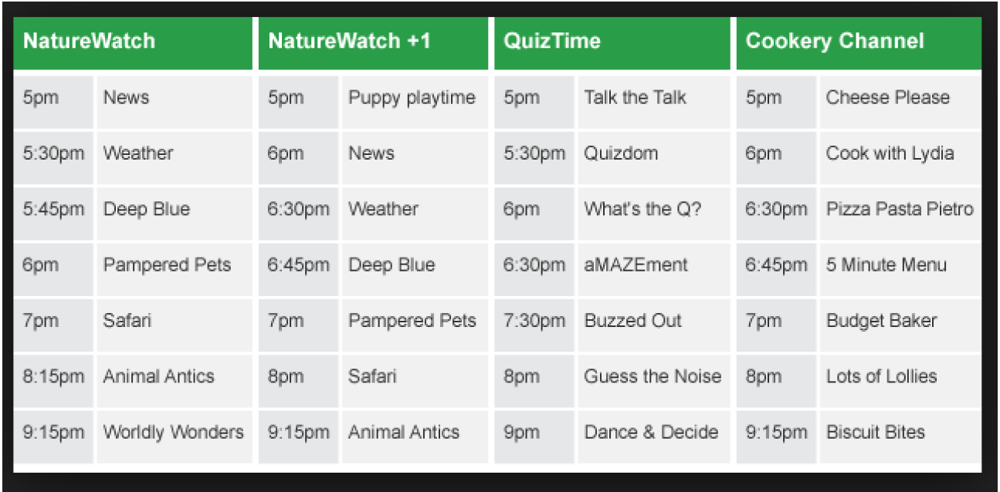 NatureWatch NatureWatch +1 QuizTime Cookery Channel
5pm News 5pm Puppy playtime 5pm Talk the Talk 5pm Cheese Please
5:30pm Weather 6pm News 5:30pm Quizdom 6pm Cook with Lydia
5:45pm Deep Blue 6:30pm Weather 6pm What's the Q? 6:30pm Pizza Pasta Pietro
6pm Pampered Pets 6:45pm Deep Blue 6:30pm aMAZEment 6:45pm 5 Minute Menu
7pm Safari 7pm Pampered Pets 7:30pm Buzzed Out 7pm Budget Baker
8:15pm Animal Antics 8pm Safari 8pm Guess the Noise 8pm Lots of Lollies
9:15pm Worldly Wonders 9:15pm Animal Antics 9pm Dance & Decide 9:15pm Biscuit Bites